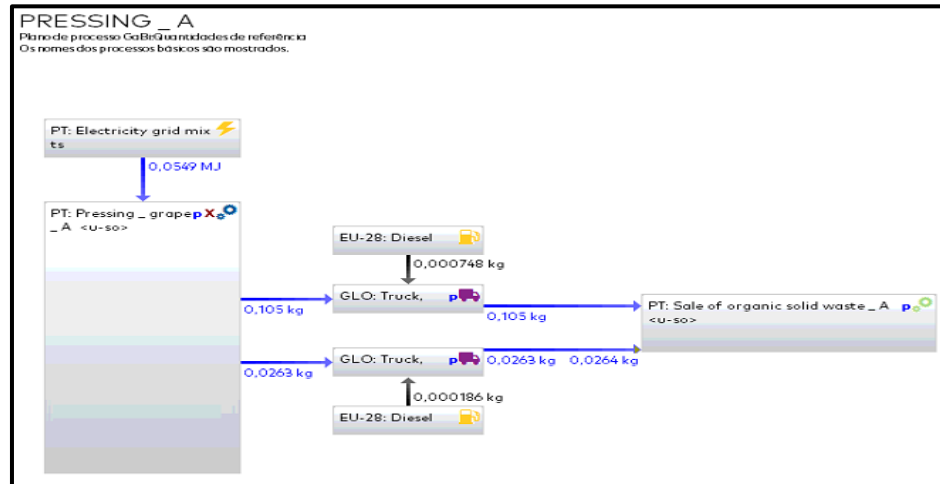 PRESSING _ A
Plano de processo GaBi:Quantidades de referência
Os nomes dos processos básicos são mostrados.
PT: Electricity grid mix
ts
0,0549 MJ
PT: Pressing _ grape p X
_ A <u-so>
EU-28: Diesel
0,000748 kg
GLO: Truck, p
0,105 kg
0,105 kg
PT: Sale of organic solid waste _ A p
<u-so>
GLO: Truck, p
0,0263 kg
0,0263 kg
0,0264 kg
0,000186 kg
EU-28: Diesel